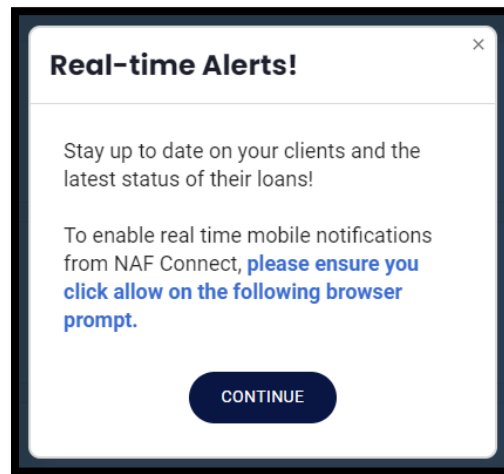 Real-time Alerts!
×
Stay up to date on your clients and the
latest status of their loans!
To enable real time mobile notifications
from NAF Connect, please ensure you
click allow on the following browser
prompt.
CONTINUE